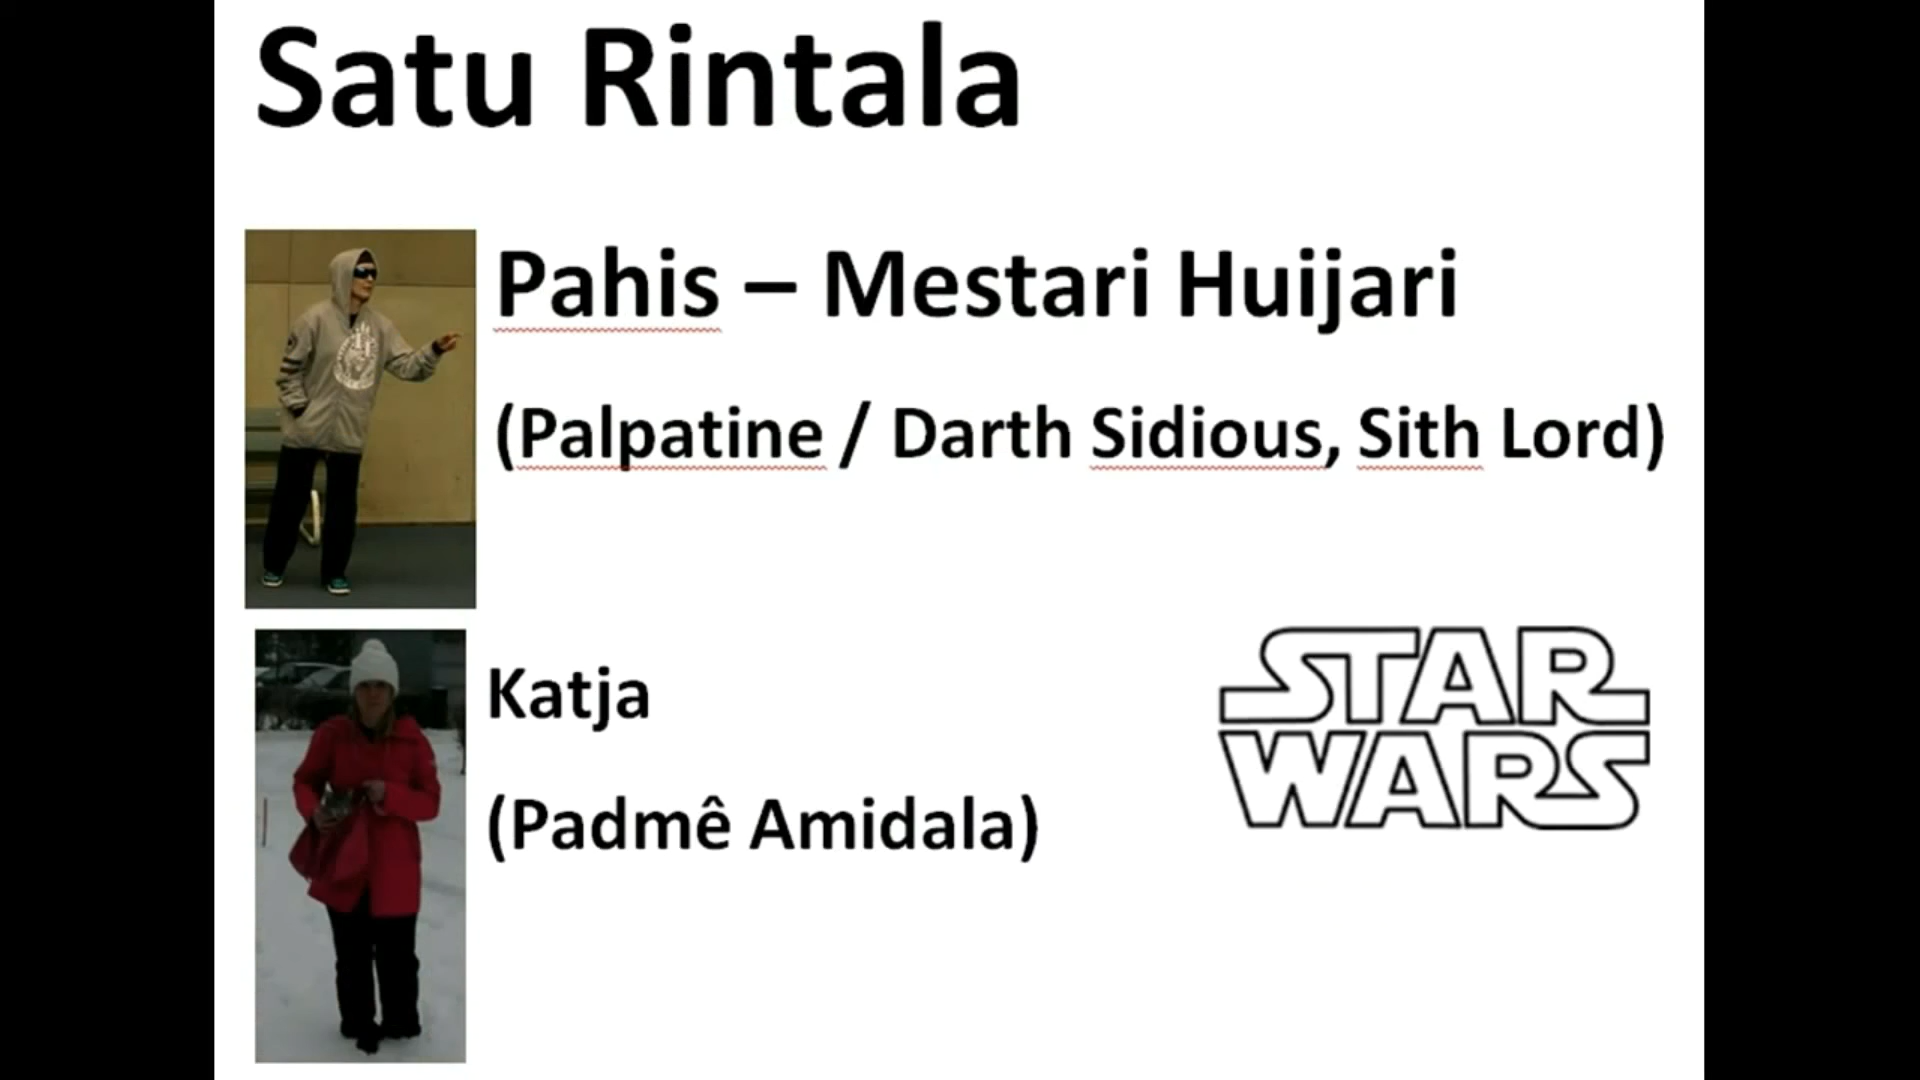 Satu Rintala
Pahis – Mestari Huijari
(Palpatine / Darth Sidious, Sith Lord)
Katja
(Padmê Amidala)
STAR
WARS